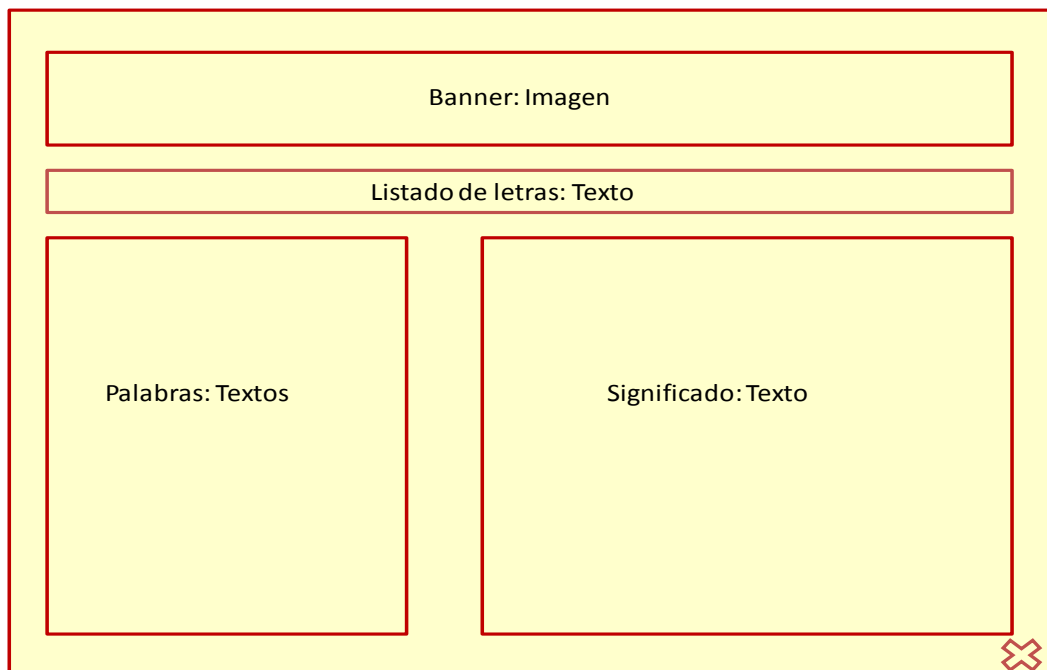 Banner: Imagen
Listado de letras: Texto
Palabras: Textos
Significado: Texto